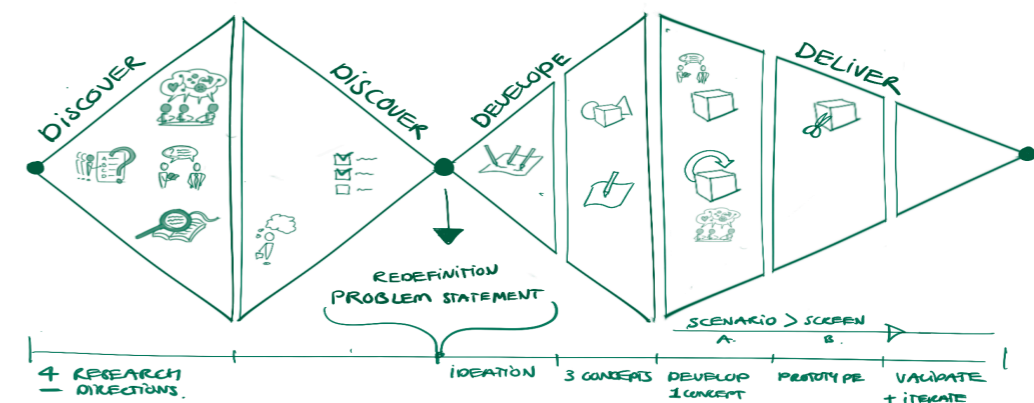 DISCOVER
DISCOVER
DEVELOPE
DELIVER
REDEFINITION
PROBLEM STATEMENT
SCENARIO > SCREEN
A.
B.
4 RESEARCH
— DIRECTIONS.
IDEATION
3 CONCEPTS
DEVELOP
1 CONCEPT
PROTOTYPE
VALIDATE
+ ITERATE